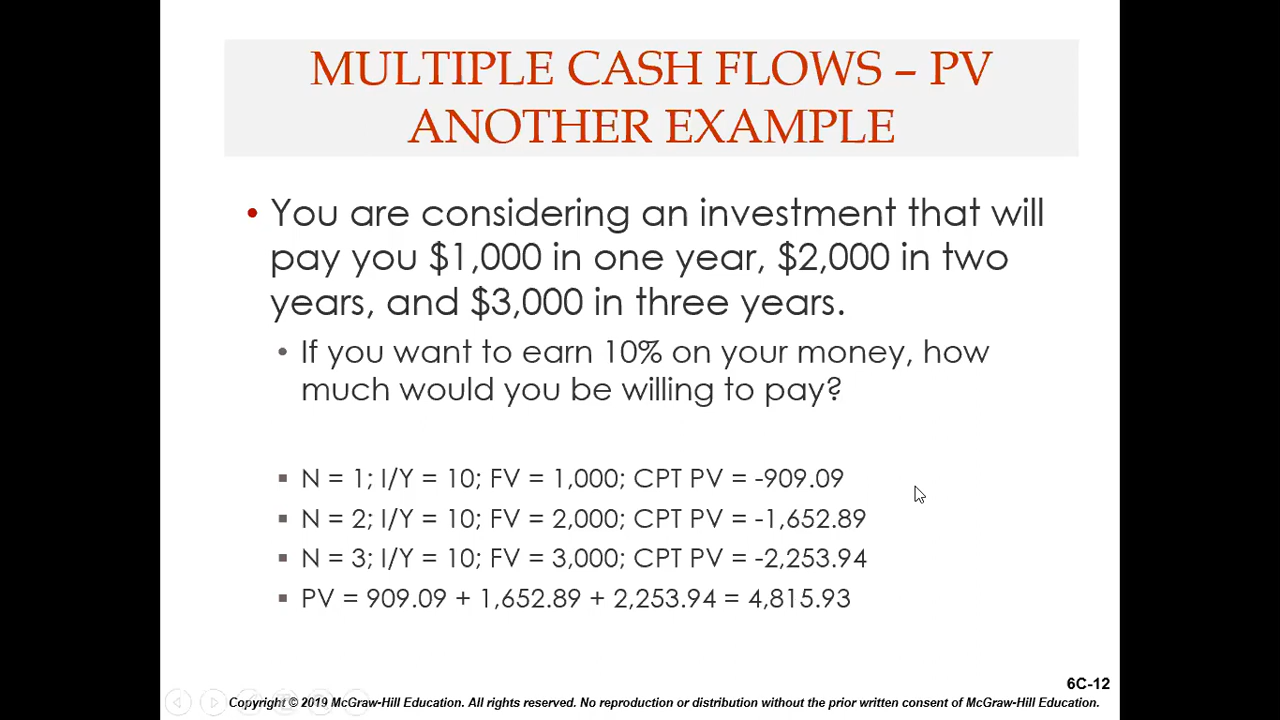 MULTIPLE CASH FLOWS – PV
ANOTHER EXAMPLE
• You are considering an investment that will
pay you $1,000 in one year, $2,000 in two
years, and $3,000 in three years.
• If you want to earn 10% on your money, how
much would you be willing to pay?
▪ N = 1; I/Y = 10; FV = 1,000; CPT PV = -909.09
▪ N = 2; I/Y = 10; FV = 2,000; CPT PV = -1,652.89
▪ N = 3; I/Y = 10; FV = 3,000; CPT PV = -2,253.94
▪ PV = 909.09 + 1,652.89 + 2,253.94 = 4,815.93
6C-12
Copyright © 2019 McGraw-Hill Education. All rights reserved. No reproduction or distribution without the prior written consent of McGraw-Hill Education.